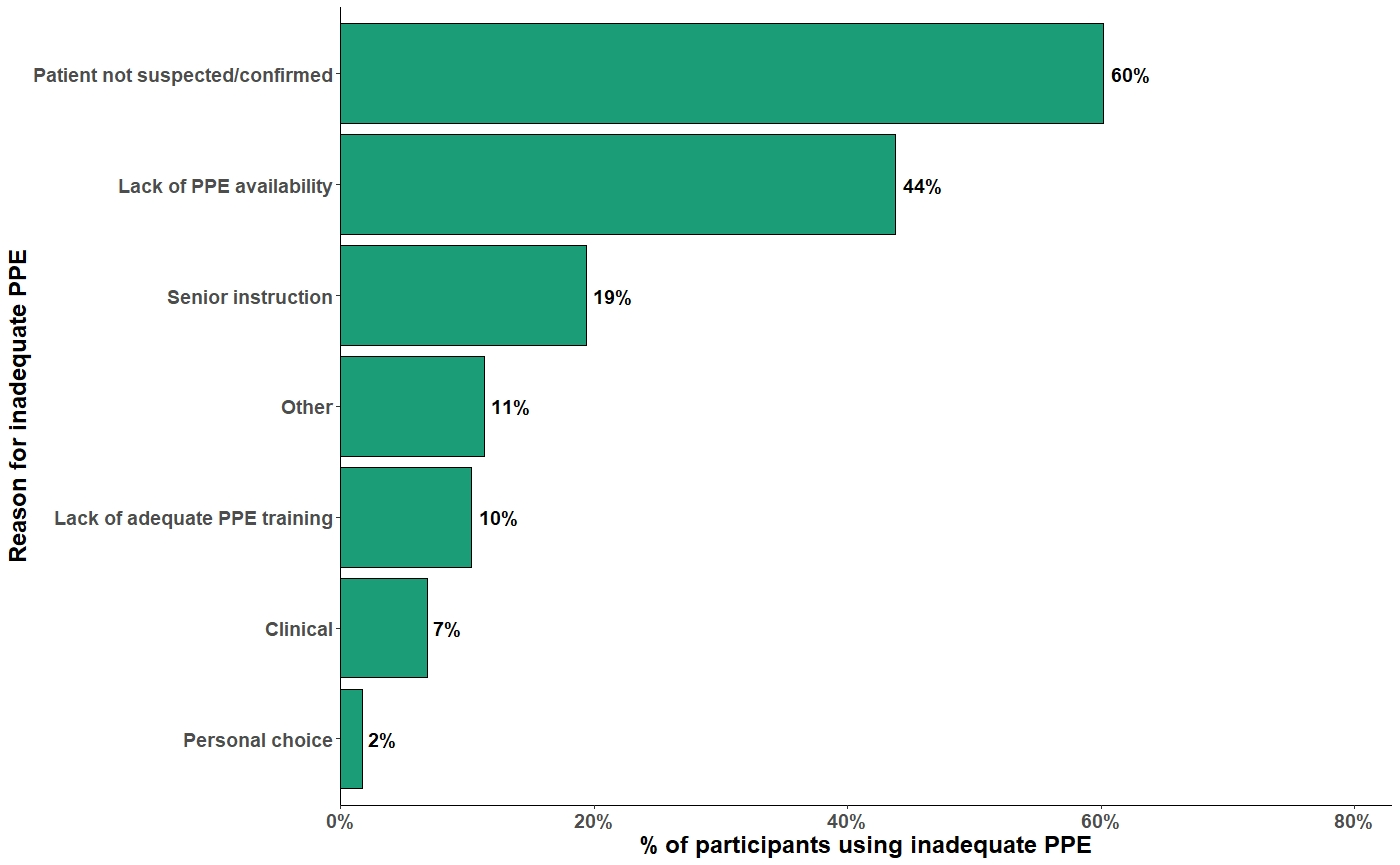 Reason for inadequate PPE
Patient not suspected/confirmed 60%
Lack of PPE availability 44%
Senior instruction 19%
Other 11%
Lack of adequate PPE training 10%
Clinical 7%
Personal choice 2%
0% 20% 40% 60% 80%
% of participants using inadequate PPE